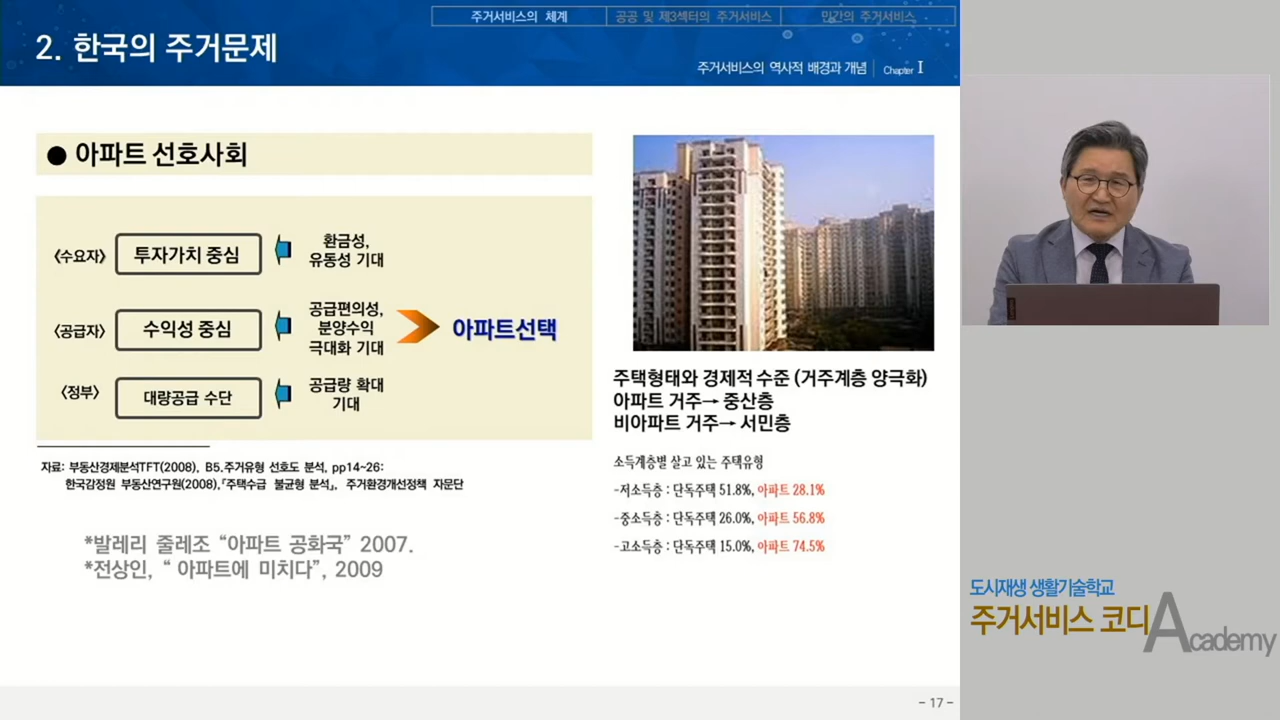 주거서비스의 체계
공공 및 제3섹터의 주거서비스
민간의 주거서비스
2. 한국의 주거문제
주거서비스의 역사적 배경과 개념
Chapter I
● 아파트 선호사회
<수요자>
투자가치 중심
환금성,
유동성 기대
<공급자>
수익성 중심
공급편의성,
분양수익
극대화 기대
<정부>
대량공급 수단
공급량 확대
기대
아파트선택
자료: 부동산경제분석TFT(2008), B5.주거유형 선호도 분석, pp14~26:
한국감정원 부동산연구원(2008),「주택수급 불균형 분석」, 주거환경개선정책 자문단
*발레리 줄레조 “아파트 공화국” 2007.
*전상인, “ 아파트에 미치다”, 2009
주택형태와 경제적 수준 (거주계층 양극화)
아파트 거주→ 중산층
비아파트 거주→ 서민층
소득계층별 살고 있는 주택유형
-저소득층 : 단독주택 51.8%, 아파트 28.1%
-중소득층 : 단독주택 26.0%, 아파트 56.8%
-고소득층 : 단독주택 15.0%, 아파트 74.5%
도시재생 생활기술학교
주거서비스 코디
Academy
- 17 -